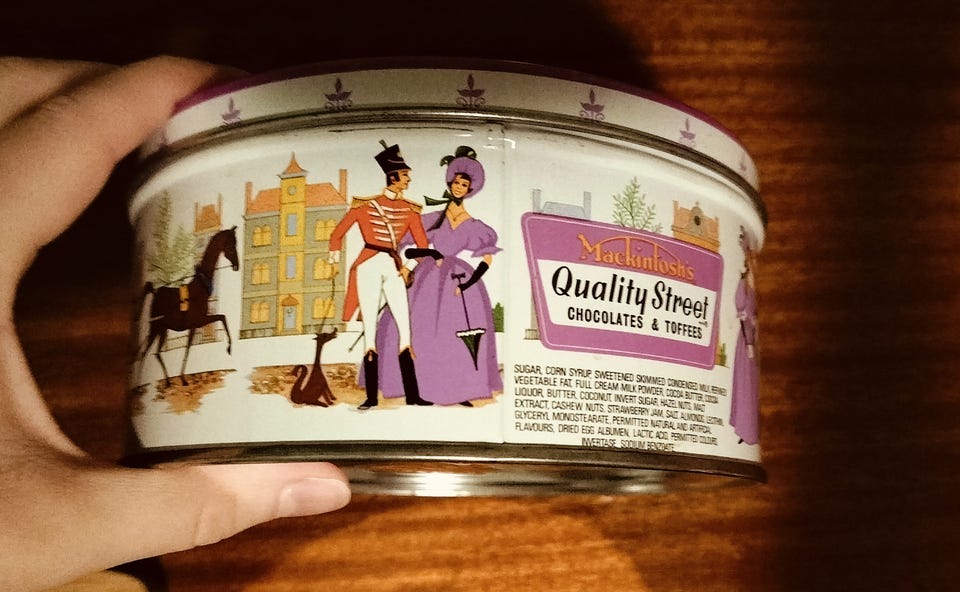 Mackintosh's
Quality Street
CHOCOLATES & TOFFEES
SUGAR, CORN SYRUP, SWEETENED SKIMMED CONDENSED MILK,
VEGETABLE FAT, FULL CREAM MILK POWDER, COCOA BUTTER, COCOA
LIQUOR, BUTTER, COCONUT, INVERT SUGAR, HAZEL NUTS, MALT
EXTRACT, CASHEW NUTS, STRAWBERRY JAM, SALT, ALMONDS, LECITHIN,
GLYCERYL MONOSTEARATE, PERMITTED NATURAL AND ARTIFICIAL
FLAVOURS, DRIED EGG ALBUMEN, LACTIC ACID, PERMITTED COLOUR,
INVERTASE, SODIUM BENZOATE